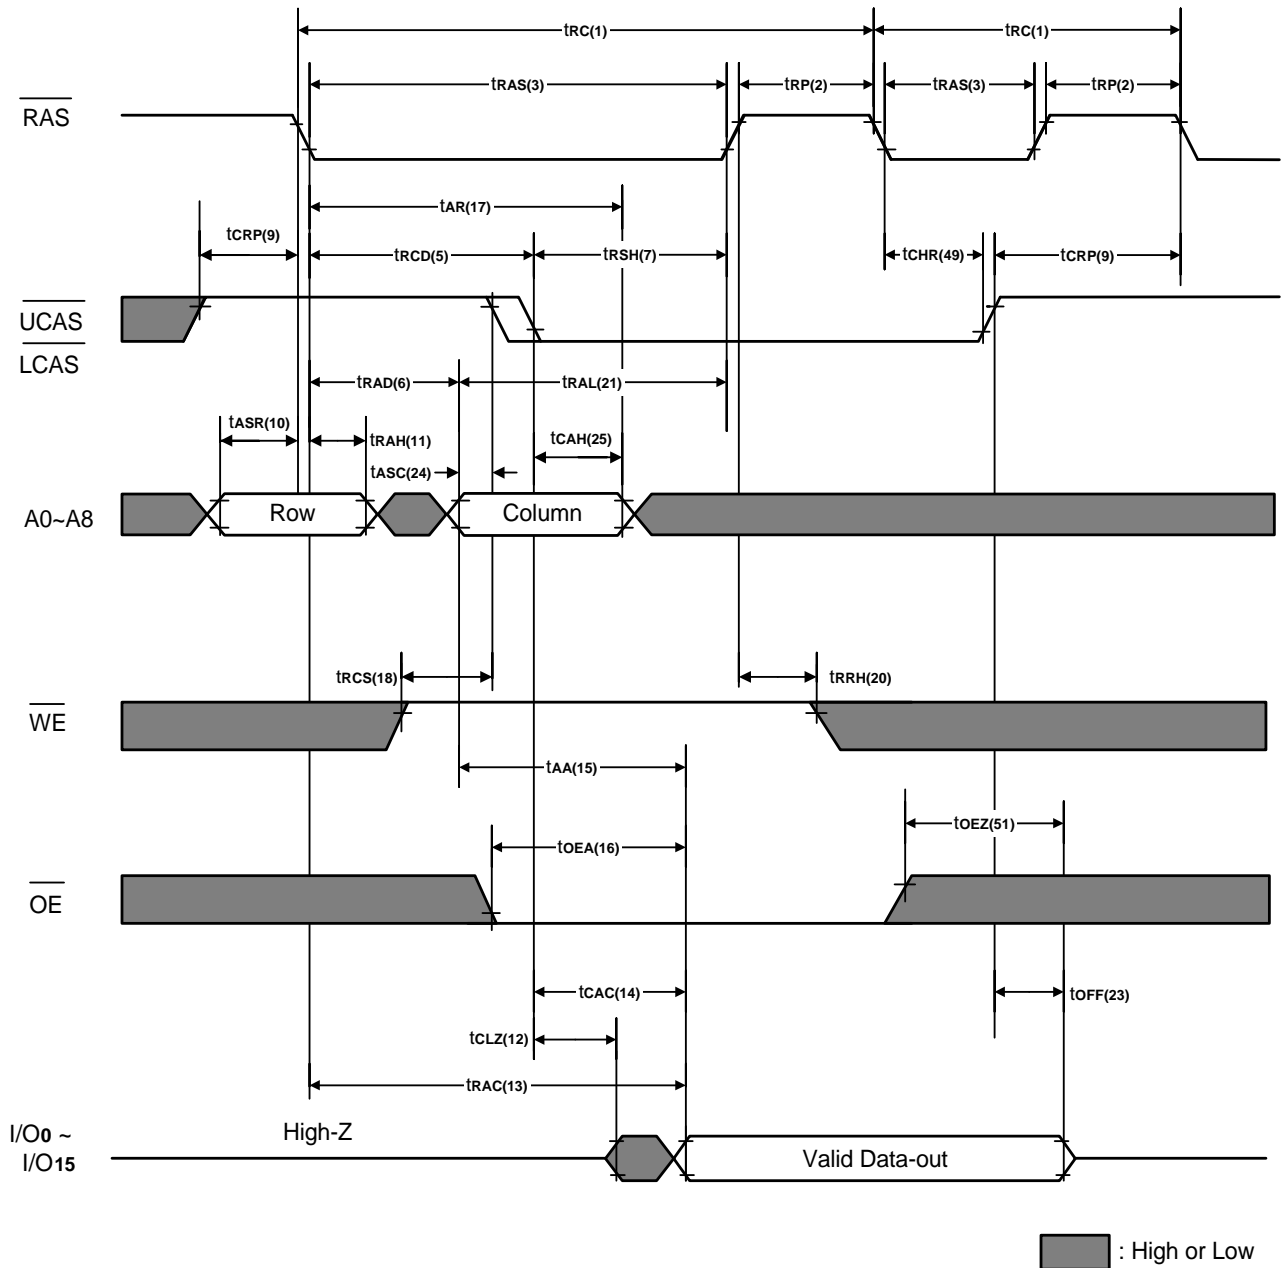 tRC(1) tRC(1)
tRAS(3) tRP(2) tRAS(3) tRP(2)
RAS
tAR(17)
tCRP(9) tRCD(5) tRSH(7) tCHR(49) tCRP(9)
UCAS
LCAS
tRAD(6) tRAL(21)
tASR(10) tRAH(11) tCAH(25)
tASC(24)
A0~A8 Row Column
tRCS(18) tRRH(20)
WE
tAA(15)
tOEZ(51)
tOEA(16)
OE
tCAC(14) tOFF(23)
tCLZ(12)
tRAC(13)
I/O0 ~ High-Z
I/O15 Valid Data-out
: High or Low